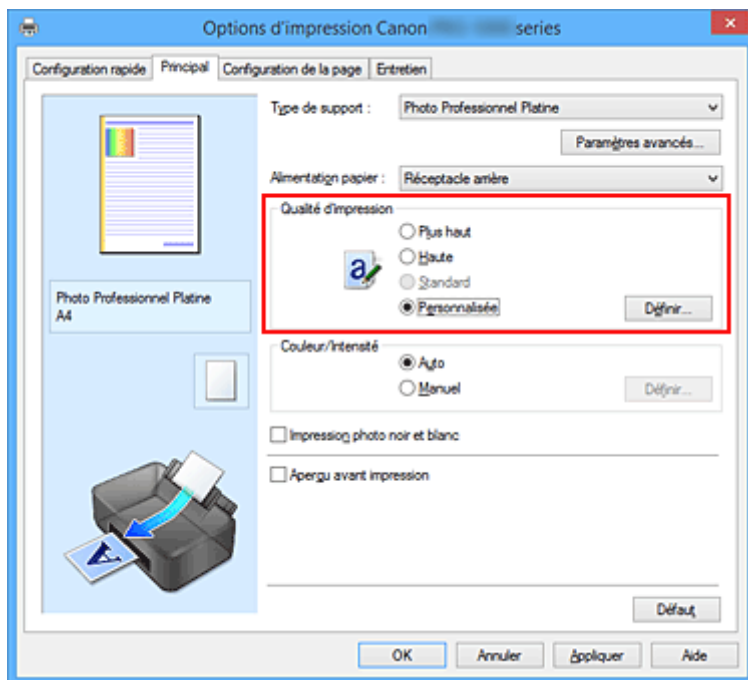 Options d'impression Canon series
Configuration rapide Principal Configuration de la page Entretien
Type de support : Photo Professionnel Platine
Paramètres avancés...
Alimentation papier : Réceptacle arrière
Qualité d'impression
Plus haut
Haute
a
Standard
Personnalisée Définir...
Photo Professionnel Platine
A4
Couleur/Intensité
Auto
Manuel Définir...
Impression photo noir et blanc
Aperçu avant impression
A
Défaut
OK Annuler Appliquer Aide